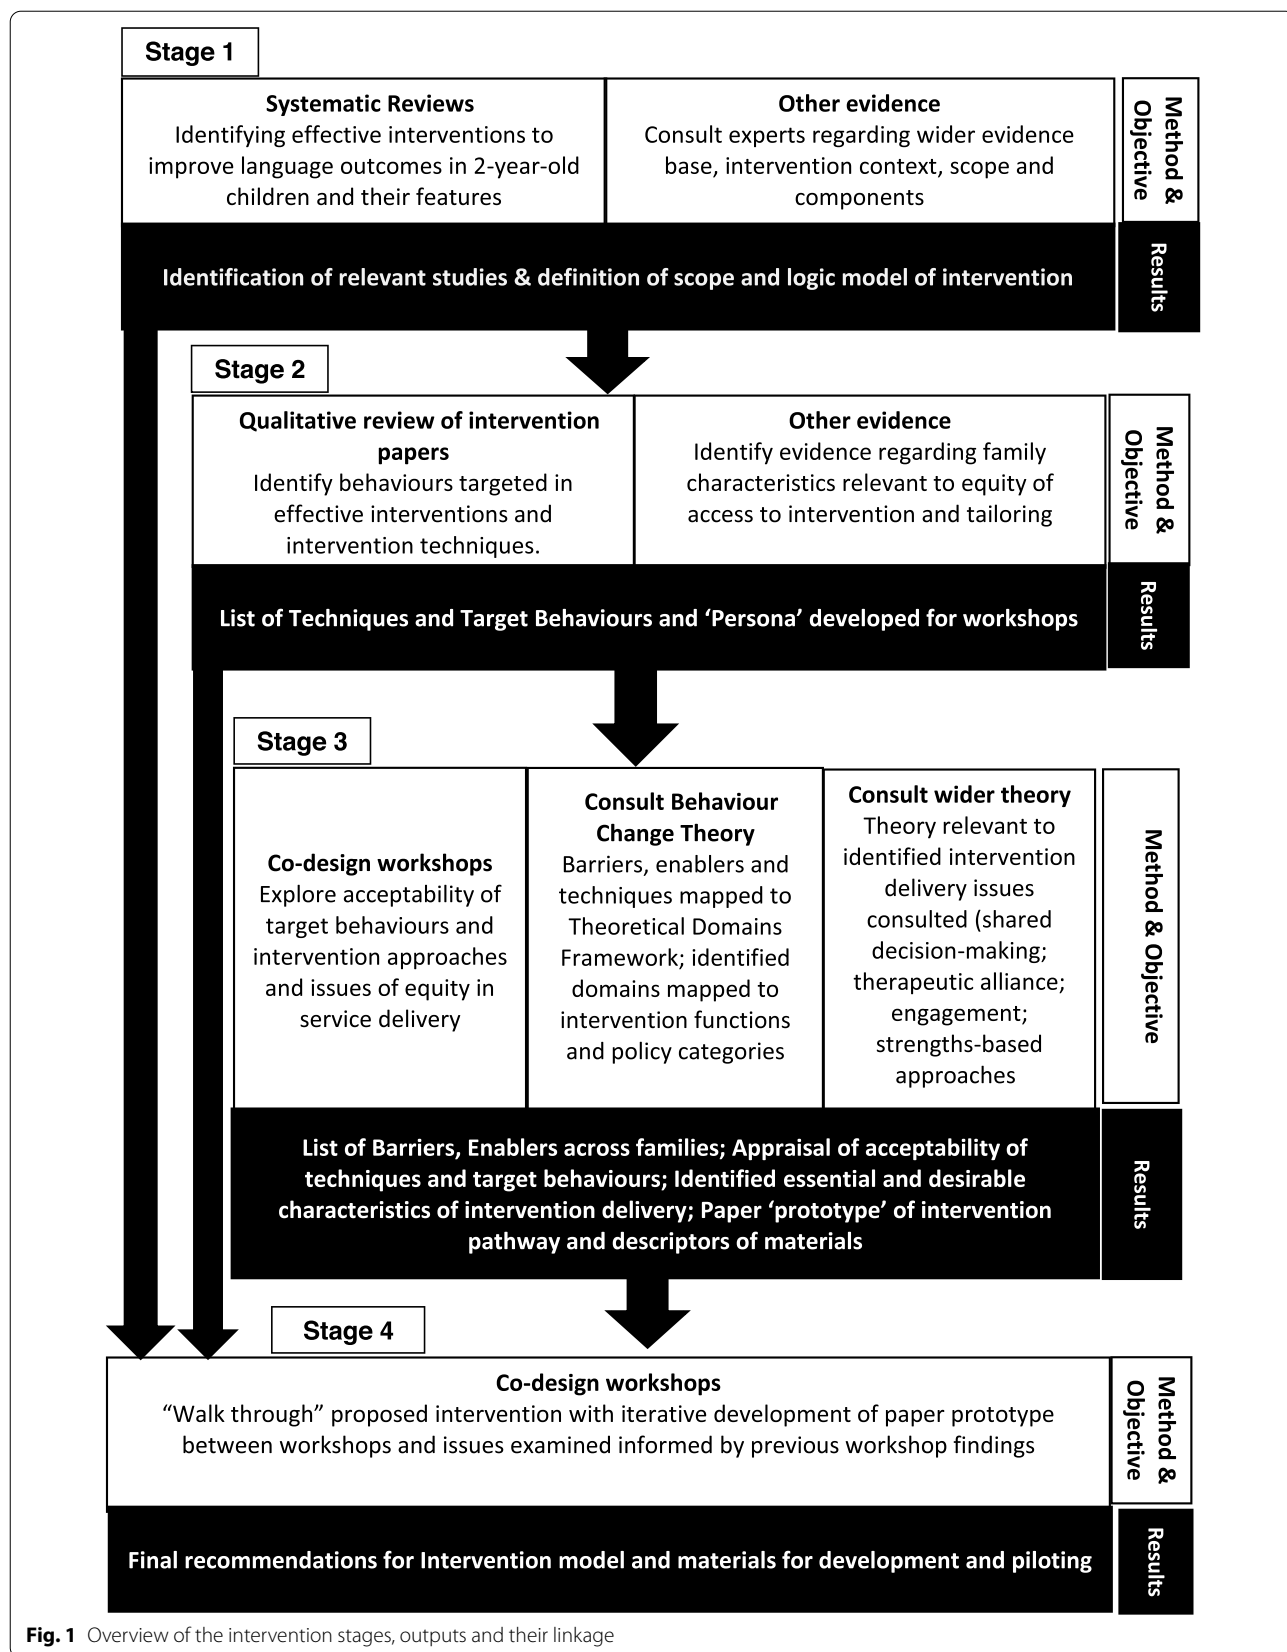 Stage 1
Systematic Reviews
Identifying effective interventions to
improve language outcomes in 2-year-old
children and their features
Other evidence
Consult experts regarding wider evidence
base, intervention context, scope and
components
Method &
Objective
Identification of relevant studies & definition of scope and logic model of intervention
Results
Stage 2
Qualitative review of intervention
papers
Identify behaviours targeted in
effective interventions and
intervention techniques.
Other evidence
Identify evidence regarding family
characteristics relevant to equity of
access to intervention and tailoring
Method &
Objective
List of Techniques and Target Behaviours and ‘Persona’ developed for workshops
Results
Stage 3
Co-design workshops
Explore acceptability of
target behaviours and
intervention approaches
and issues of equity in
service delivery
Consult Behaviour
Change Theory
Barriers, enablers and
techniques mapped to
Theoretical Domains
Framework; identified
domains mapped to
intervention functions
and policy categories
Consult wider theory
Theory relevant to
identified intervention
delivery issues
consulted (shared
decision-making;
therapeutic alliance;
engagement;
strengths-based
approaches
Method & Objective
List of Barriers, Enablers across families; Appraisal of acceptability of
techniques and target behaviours; Identified essential and desirable
characteristics of intervention delivery; Paper ‘prototype’ of intervention
pathway and descriptors of materials
Results
Stage 4
Co-design workshops
“Walk through” proposed intervention with iterative development of paper prototype
between workshops and issues examined informed by previous workshop findings
Method &
Objective
Final recommendations for Intervention model and materials for development and piloting
Results
Fig. 1 Overview of the intervention stages, outputs and their linkage